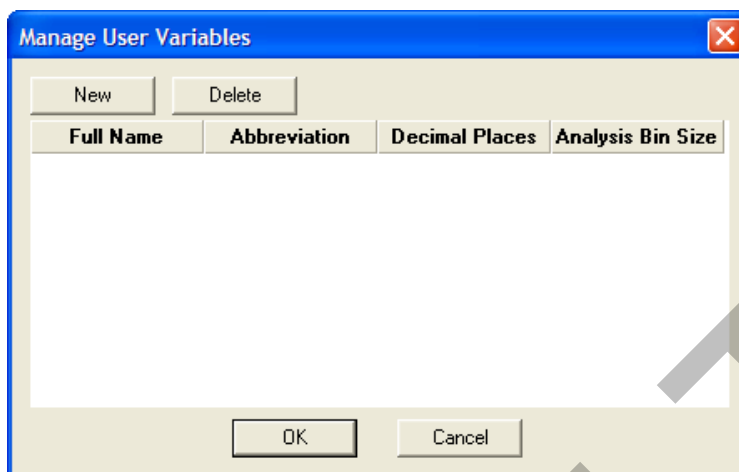 Manage User Variables
New Delete
Full Name Abbreviation Decimal Places Analysis Bin Size
OK Cancel